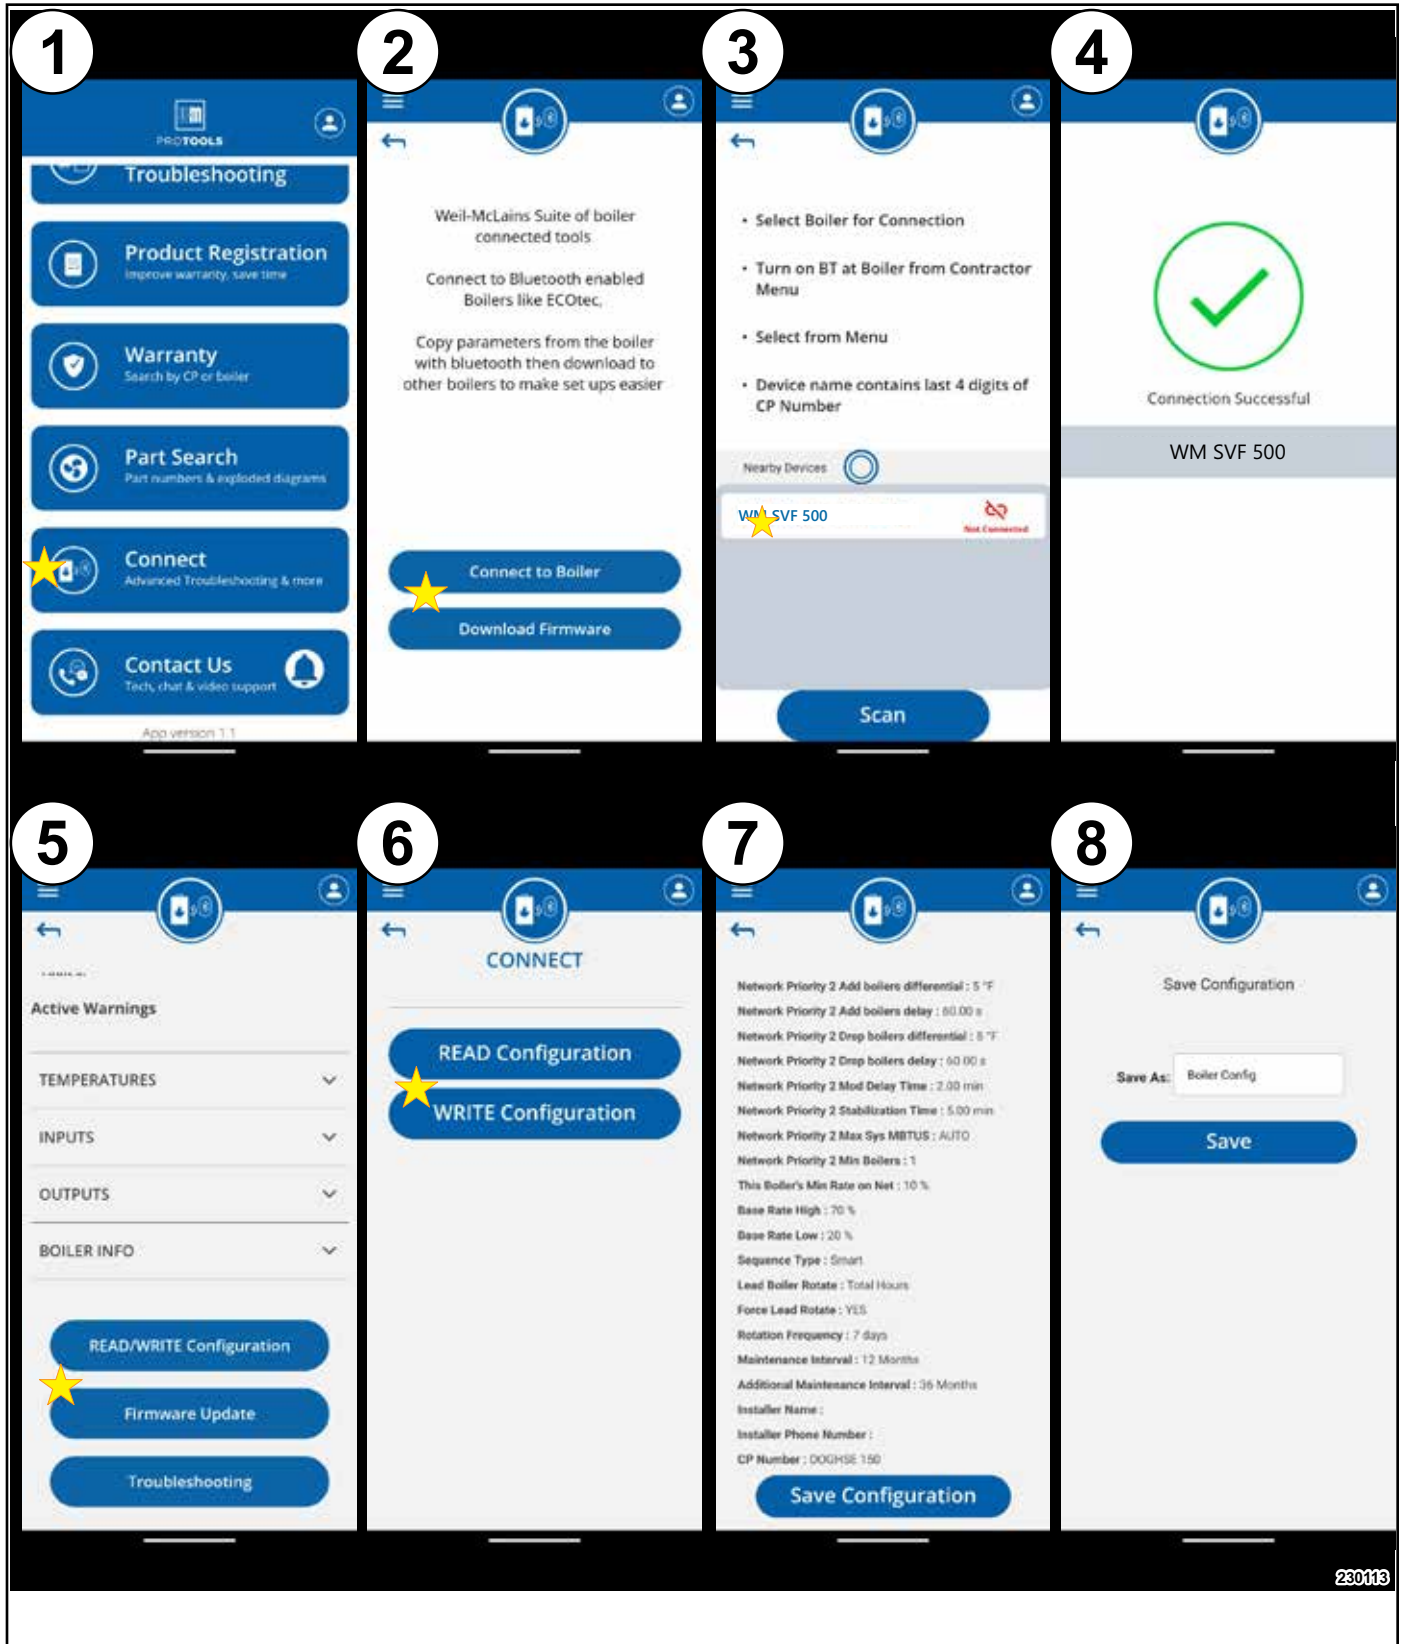 1
PROTOOLS
Troubleshooting
Product Registration
Improve warranty, save time
Warranty
Search by CP or boiler
Part Search
Part numbers & exploded diagrams
Connect
Advanced Troubleshooting & more
Contact Us
Tech, chat & video support
App version 1.1
2
Weil-McLains Suite of boiler
connected tools
Connect to Bluetooth enabled
Boilers like ECOtec,
Copy parameters from the boiler
with bluetooth then download to
other boilers to make set ups easier
Connect to Boiler
Download Firmware
3
• Select Boiler for Connection
• Turn on BT at Boiler from Contractor
Menu
• Select from Menu
• Device name contains last 4 digits of
CP Number
Nearby Devices
WM SVF 500
Not Connected
Scan
4
Connection Successful
WM SVF 500
5
Active Warnings
TEMPERATURES
INPUTS
OUTPUTS
BOILER INFO
READ/WRITE Configuration
Firmware Update
Troubleshooting
6
CONNECT
READ Configuration
WRITE Configuration
7
Network Priority 2 Add boilers differential : 5 °F
Network Priority 2 Add boilers delay : 60.00 s
Network Priority 2 Drop boilers differential : °F
Network Priority 2 Drop boilers delay : 60.00 s
Network Priority 2 Mod Delay Time : 2.00 min
Network Priority 2 Stabilization Time : 5.00 min
Network Priority 2 Max Sys MBTUS : AUTO
Network Priority 2 Min Boilers : 1
This Boiler's Min Rate on Net : 10 %
Base Rate High : 70 %
Base Rate Low : 20 %
Sequence Type : Smart
Lead Boiler Rotate : Total Hours
Force Lead Rotate : YES
Rotation Frequency : 7 days
Maintenance Interval : 12 Months
Additional Maintenance Interval : 36 Months
Installer Name :
Installer Phone Number :
CP Number : DOGHSE 150
Save Configuration
8
Save Configuration
Save As: Boiler Config
Save
230113